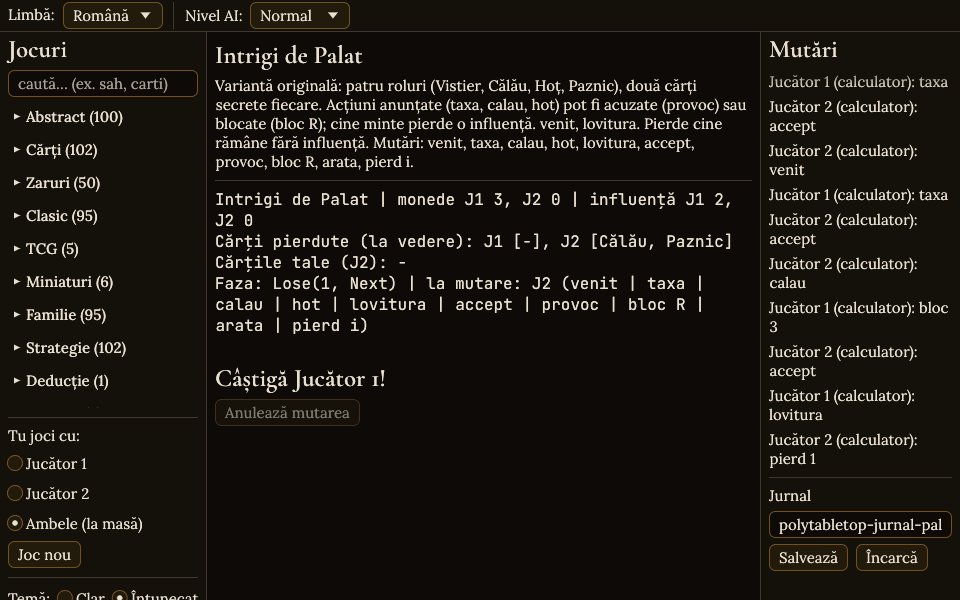 Limbă: Română ▼ Nivel AI: Normal ▼
Jocuri
caută... (ex. sah, carti)
▸ Abstract (100)
▸ Cărți (102)
▸ Zaruri (50)
▸ Clasic (95)
▸ TCG (5)
▸ Miniaturi (6)
▸ Familie (95)
▸ Strategie (102)
▸ Deducție (1)
Tu joci cu:
Jucător 1
Jucător 2
Ambele (la masă)
Joc nou
Temă: Clar Întunecat
Intrigi de Palat
Variantă originală: patru roluri (Vistier, Călău, Hoț, Paznic), două cărți
secrete fiecare. Acțiuni anunțate (taxa, calau, hot) pot fi acuzate (provoc) sau
blocate (bloc R); cine minte pierde o influență. venit, lovitura. Pierde cine
rămâne fără influență. Mutări: venit, taxa, calau, hot, lovitura, accept,
provoc, bloc R, arata, pierd i.
Intrigi de Palat | monede J1 3, J2 0 | influență J1 2,
J2 0
Cărți pierdute (la vedere): J1 [-], J2 [Călău, Paznic]
Cărțile tale (J2): -
Faza: Lose(1, Next) | la mutare: J2 (venit | taxa |
calau | hot | lovitura | accept | provoc | bloc R |
arata | pierd i)
Câștigă Jucător 1!
Anulează mutarea
Mutări
Jucător 1 (calculator): taxa
Jucător 2 (calculator):
accept
Jucător 2 (calculator):
venit
Jucător 1 (calculator): taxa
Jucător 2 (calculator):
accept
Jucător 2 (calculator):
calau
Jucător 1 (calculator): bloc
3
Jucător 2 (calculator):
accept
Jucător 1 (calculator):
lovitura
Jucător 2 (calculator):
pierd 1
Jurnal
polytabletop-jurnal-pal
Salvează Încarcă